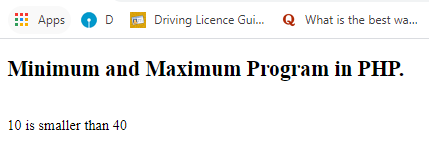 Apps D Driving Licence Gui... Q What is the best wa...
Minimum and Maximum Program in PHP.
10 is smaller than 40